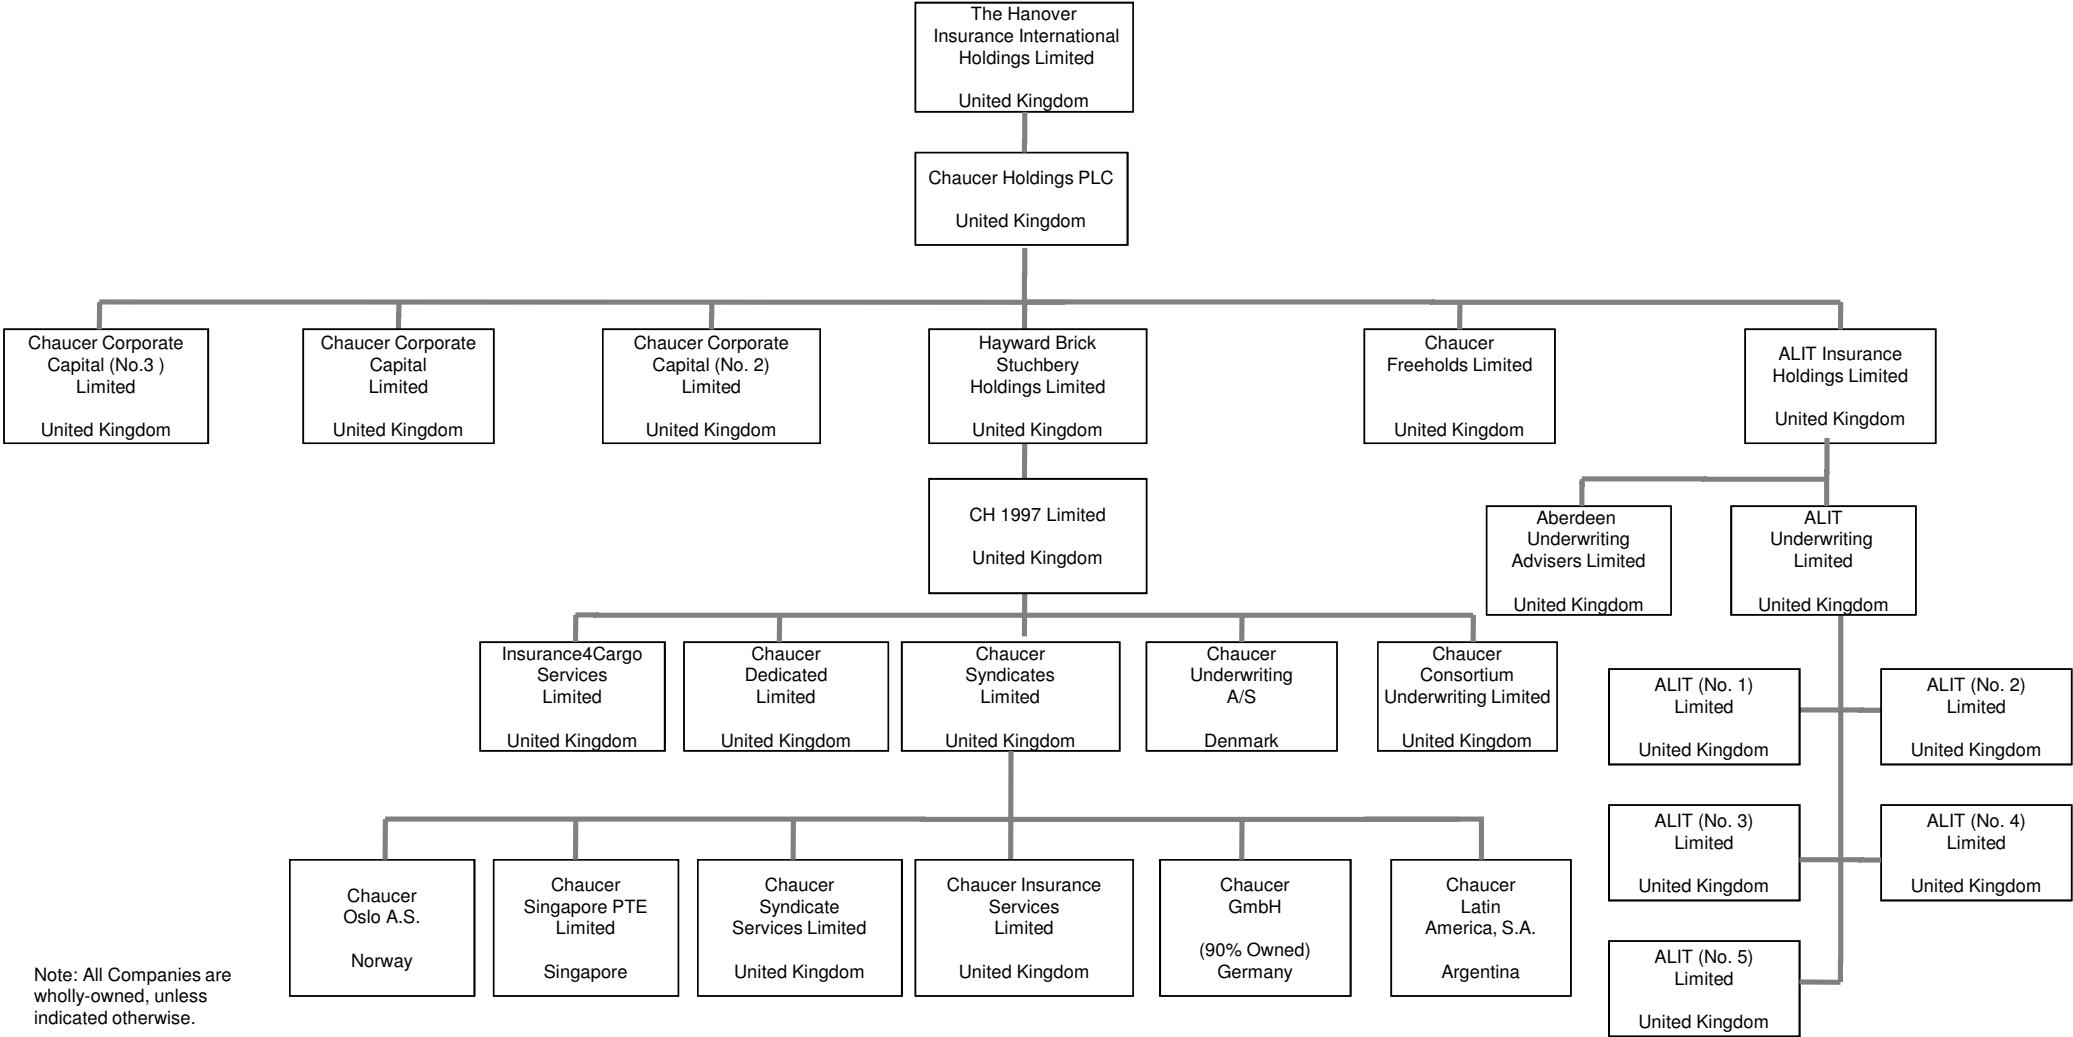 The Hanover
Insurance International
Holdings Limited
United Kingdom
Chaucer Holdings PLC
United Kingdom
Chaucer Corporate
Capital (No.3 )
Limited
United Kingdom
Chaucer Corporate
Capital
Limited
United Kingdom
Chaucer Corporate
Capital (No. 2)
Limited
United Kingdom
Hayward Brick
Stuchbery
Holdings Limited
United Kingdom
Chaucer
Freeholds Limited
United Kingdom
ALIT Insurance
Holdings Limited
United Kingdom
CH 1997 Limited
United Kingdom
Aberdeen
Underwriting
Advisers Limited
United Kingdom
ALIT
Underwriting
Limited
United Kingdom
Insurance4Cargo
Services
Limited
United Kingdom
Chaucer
Dedicated
Limited
United Kingdom
Chaucer
Syndicates
Limited
United Kingdom
Chaucer
Underwriting
A/S
Denmark
Chaucer
Consortium
Underwriting Limited
United Kingdom
ALIT (No. 1)
Limited
United Kingdom
ALIT (No. 2)
Limited
United Kingdom
ALIT (No. 3)
Limited
United Kingdom
ALIT (No. 4)
Limited
United Kingdom
ALIT (No. 5)
Limited
United Kingdom
Chaucer
Oslo A.S.
Norway
Chaucer
Singapore PTE
Limited
Singapore
Chaucer
Syndicate
Services Limited
United Kingdom
Chaucer Insurance
Services
Limited
United Kingdom
Chaucer
GmbH
(90% Owned)
Germany
Chaucer
Latin
America, S.A.
Argentina
Note: All Companies are
wholly-owned, unless
indicated otherwise.